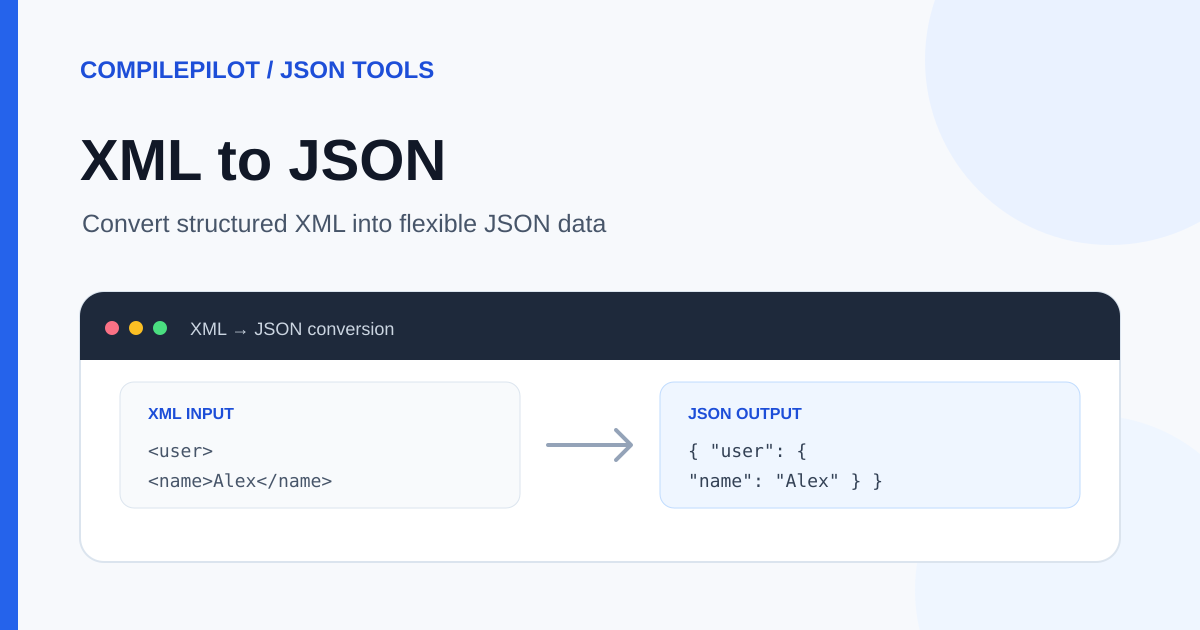 COMPILEPILOT / JSON TOOLS
XML to JSON
Convert structured XML into flexible JSON data
XML → JSON conversion
XML INPUT
<user>
<name>Alex</name>
JSON OUTPUT
{ "user": {
"name": "Alex" } }